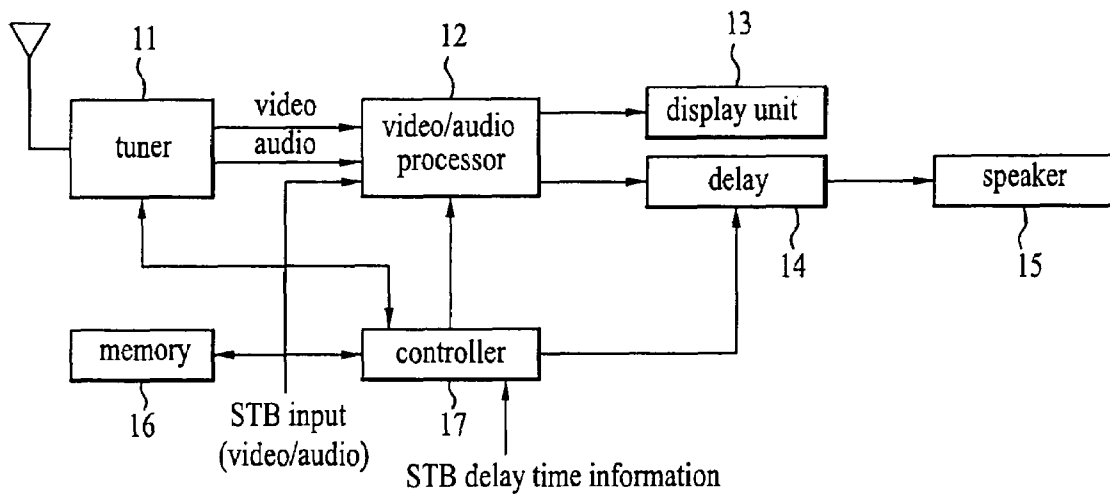 11
12
13
tuner
video
audio
video/audio
processor
display unit
delay
speaker
14
15
memory
controller
16
17
STB input
(video/audio)
STB delay time information